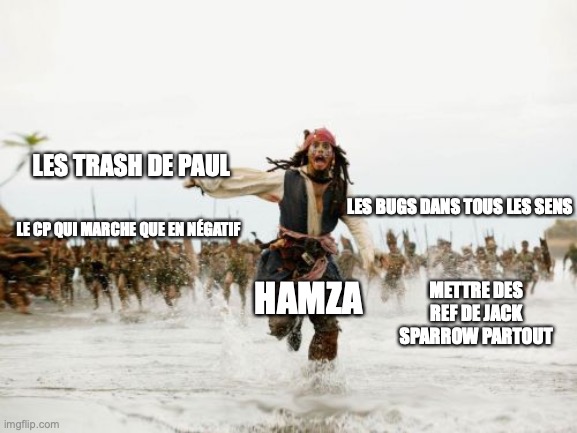 LES TRASH DE PAUL
LES BUGS DANS TOUS LES SENS
LE CP QUI MARCHE QUE EN NÉGATIF
HAMZA
METTRE DES
REF DE JACK
SPARROW PARTOUT
imgflip.com